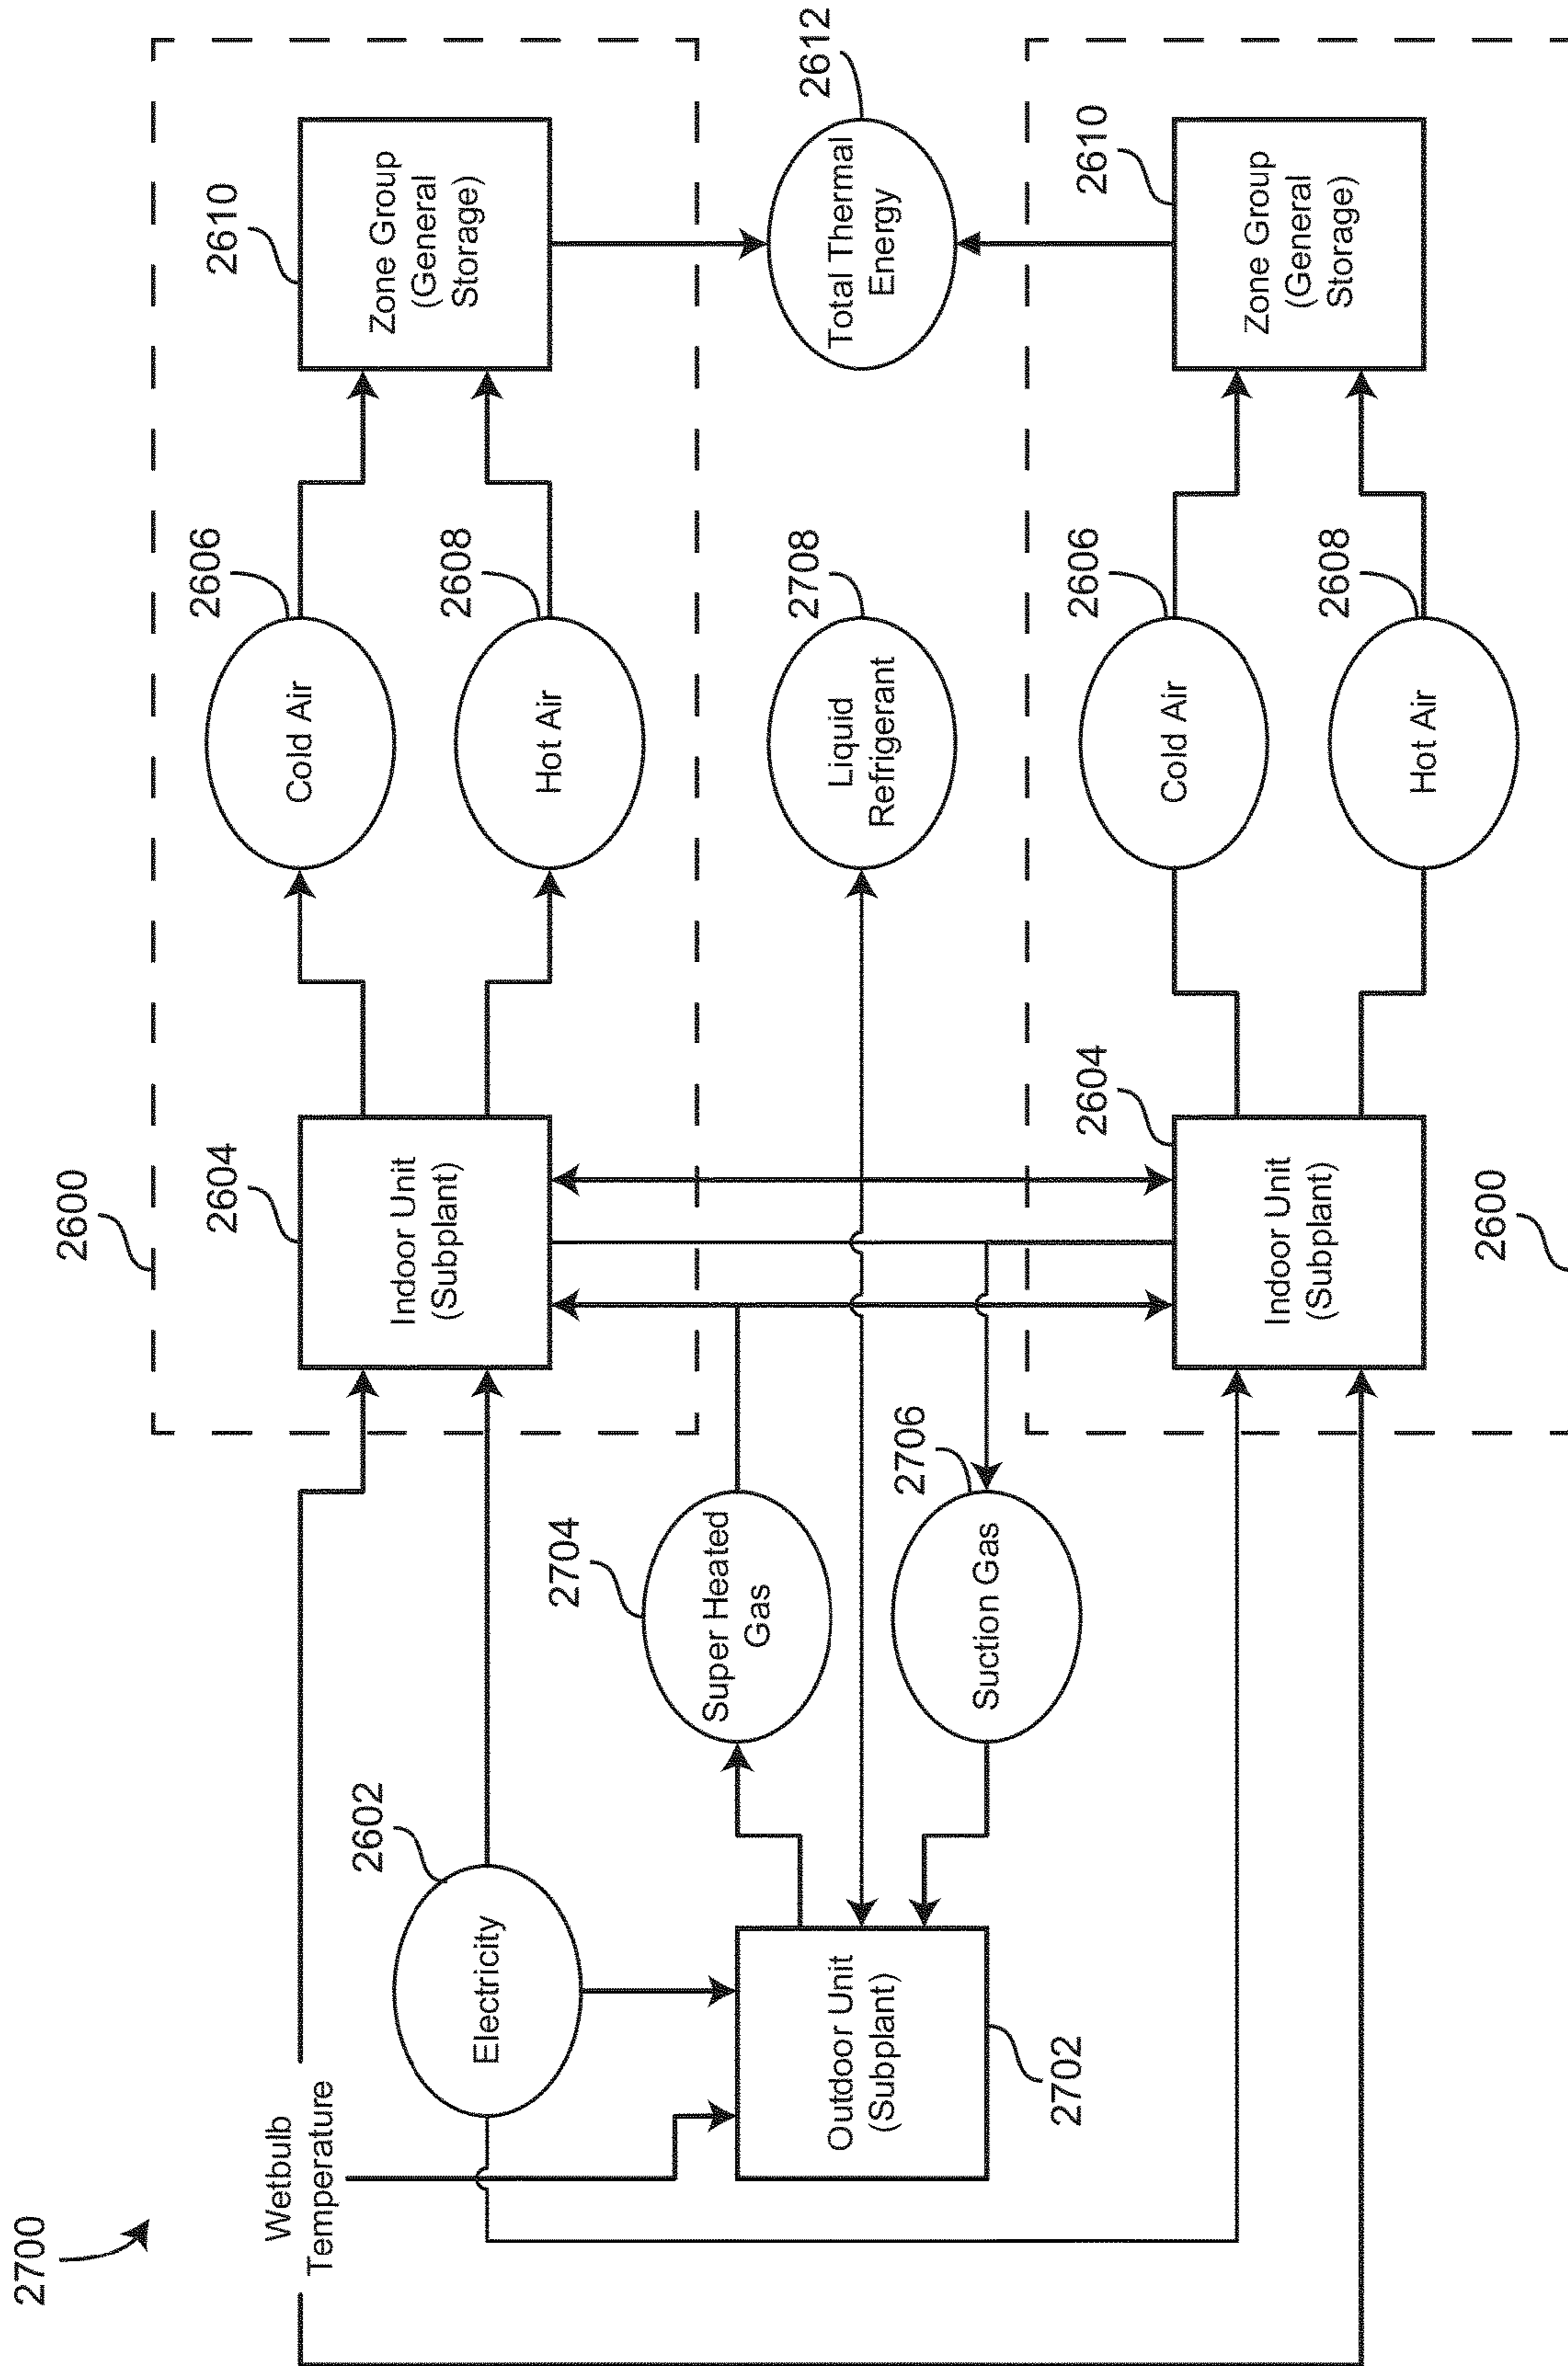 2700
2600
2610
Wetbulb
Temperature
2602
Electricity
2604
Indoor Unit
(Subplant)
2606
Cold Air
2608
Hot Air
Zone Group
(General
Storage)
2704
Super Heated
Gas
2708
Liquid
Refrigerant
2612
Total Thermal
Energy
Outdoor Unit
(Subplant)
2702
2706
Suction Gas
2604
Indoor Unit
(Subplant)
2606
Cold Air
2608
Hot Air
2610
Zone Group
(General
Storage)
2600